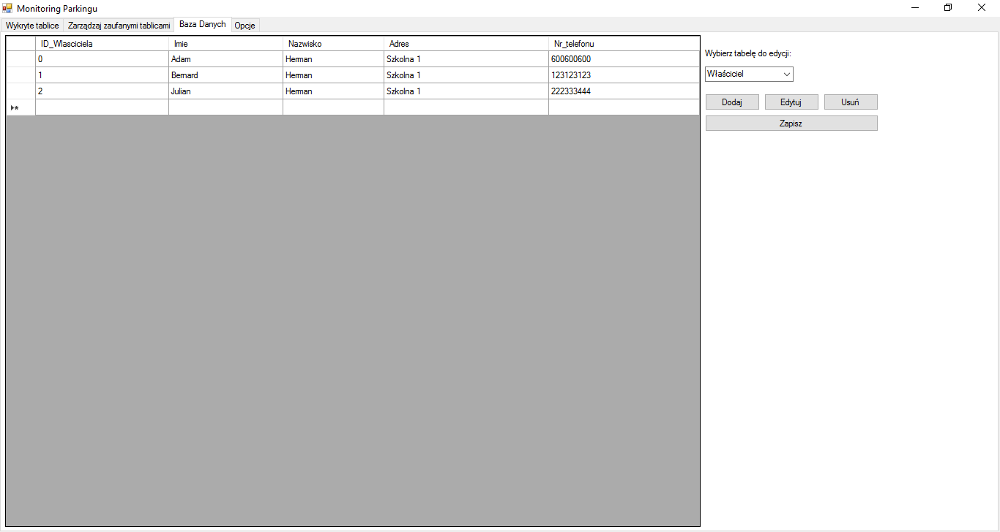 Monitoring Parkingu
Wykryte tablice Zarządzaj zaufanymi tablicami Baza Danych Opcje
ID_Wlasciciela Imie Nazwisko Adres Nr_telefonu
0 Adam Herman Szkolna 1 600600600
1 Bernard Herman Szkolna 1 123123123
2 Julian Herman Szkolna 1 222333444
Wybierz tabelę do edycji:
Właściciel
Dodaj Edytuj Usuń
Zapisz